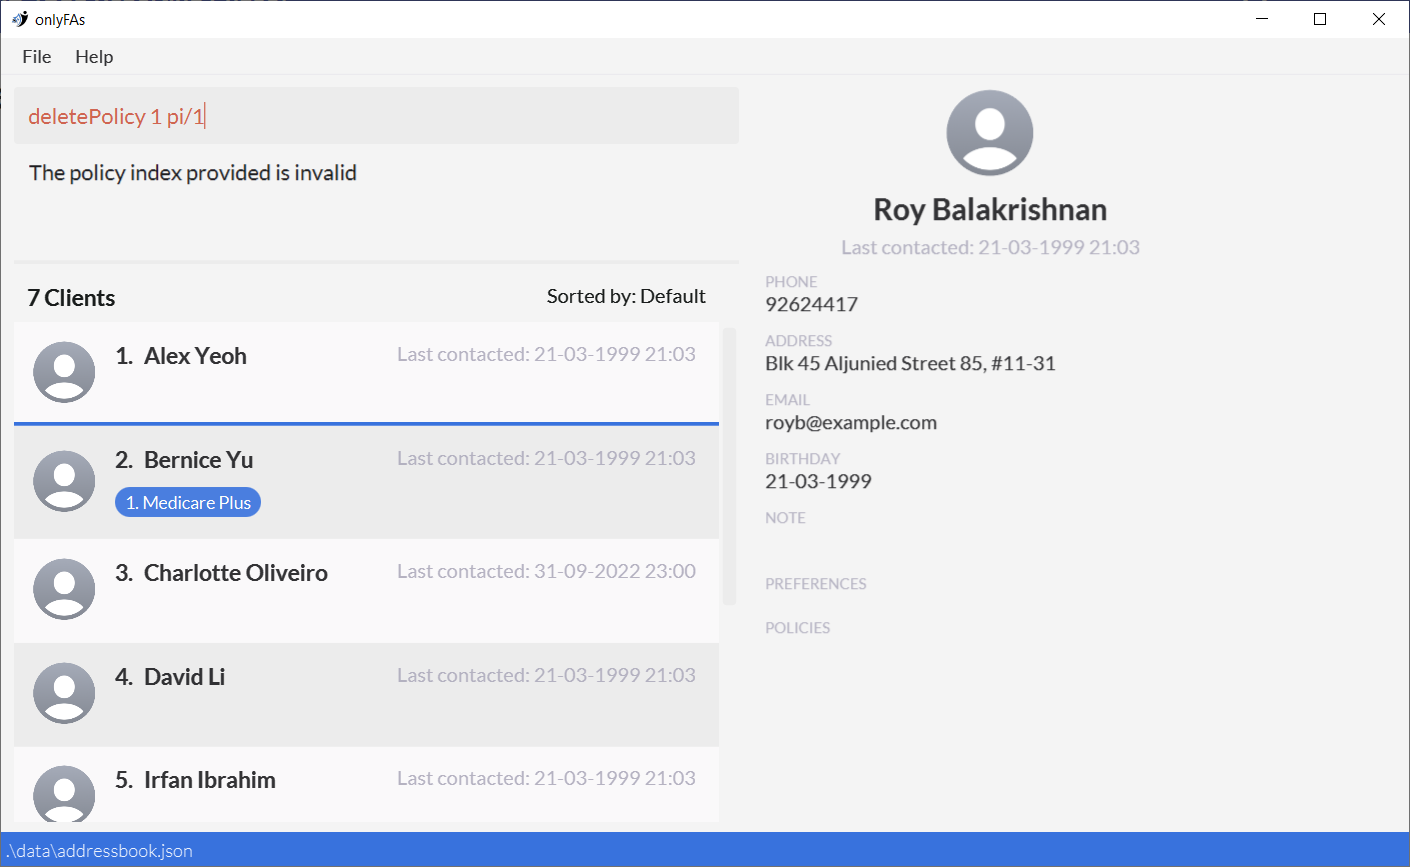 onlyFAs
File Help
deletePolicy 1 pi/1
The policy index provided is invalid
7 Clients Sorted by: Default
1. Alex Yeoh Last contacted: 21-03-1999 21:03
2. Bernice Yu Last contacted: 21-03-1999 21:03
1. Medicare Plus
3. Charlotte Oliveiro Last contacted: 31-09-2022 23:00
4. David Li Last contacted: 21-03-1999 21:03
5. Irfan Ibrahim Last contacted: 21-03-1999 21:03
Roy Balakrishnan
Last contacted: 21-03-1999 21:03
PHONE
92624417
ADDRESS
Blk 45 Aljunied Street 85, #11-31
EMAIL
royb@example.com
BIRTHDAY
21-03-1999
NOTE
PREFERENCES
POLICIES
.\data\addressbook.json